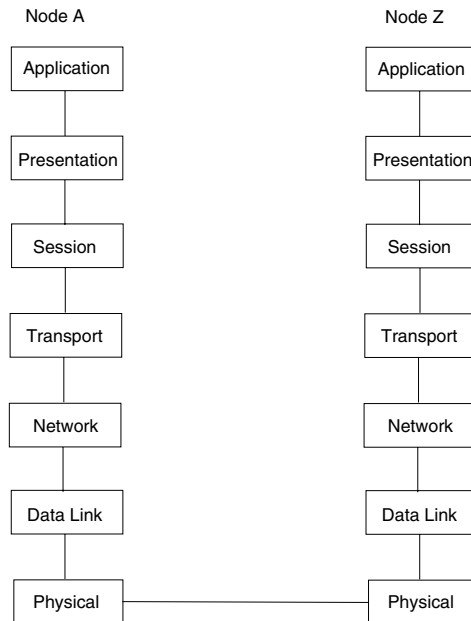 Node A
Node Z
Application
Application
Presentation
Presentation
Session
Session
Transport
Transport
Network
Network
Data Link
Data Link
Physical
Physical